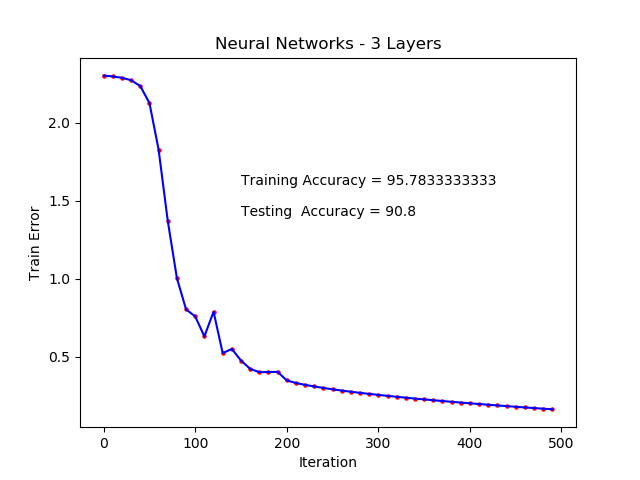 Neural Networks - 3 Layers
Train Error
2.0
1.5
1.0
0.5
Training Accuracy = 95.7833333333
Testing  Accuracy = 90.8
0 100 200 300 400 500
Iteration